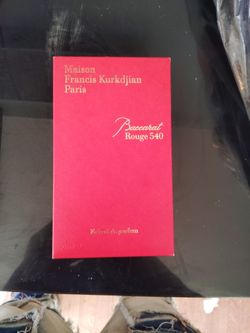 Maison
Francis Kurkdjian
Paris
Baccarat
Rouge 540
Extrait de parfum